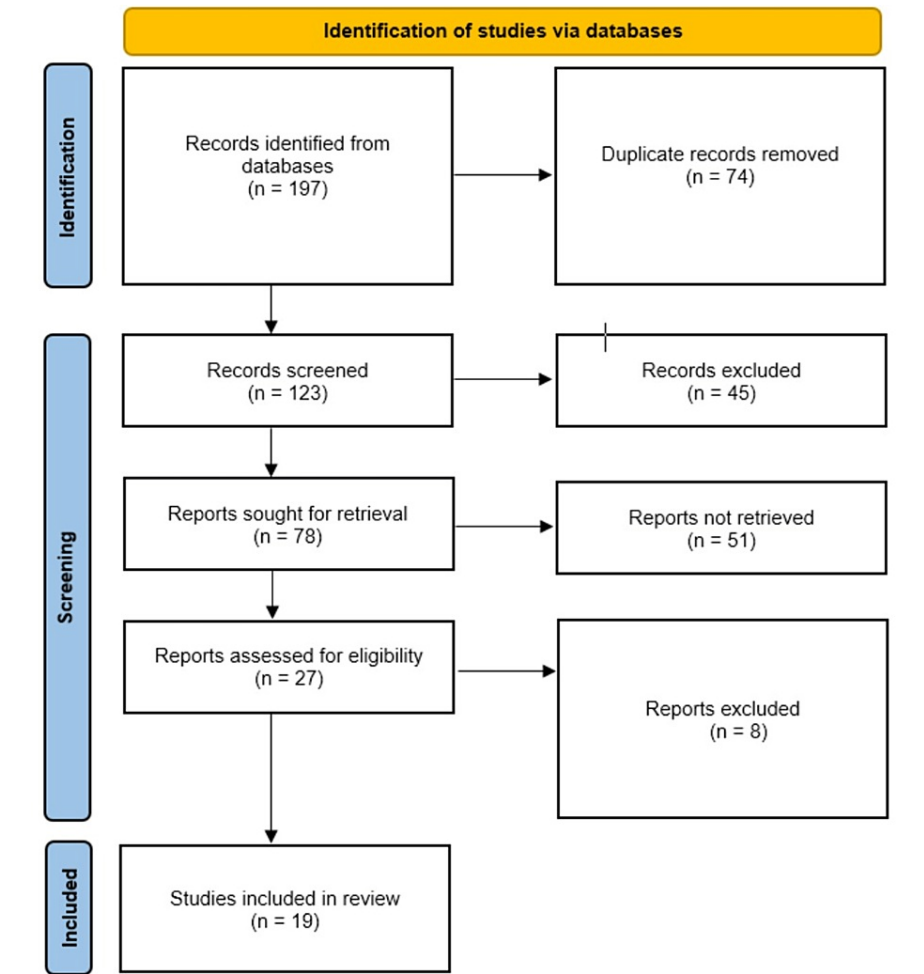 Identification of studies via databases
Identification
Records identified from
databases
(n = 197)
Duplicate records removed
(n = 74)
Screening
Records screened
(n = 123)
Records excluded
(n = 45)
Reports sought for retrieval
(n = 78)
Reports not retrieved
(n = 51)
Reports assessed for eligibility
(n = 27)
Reports excluded
(n = 8)
Included
Studies included in review
(n = 19)